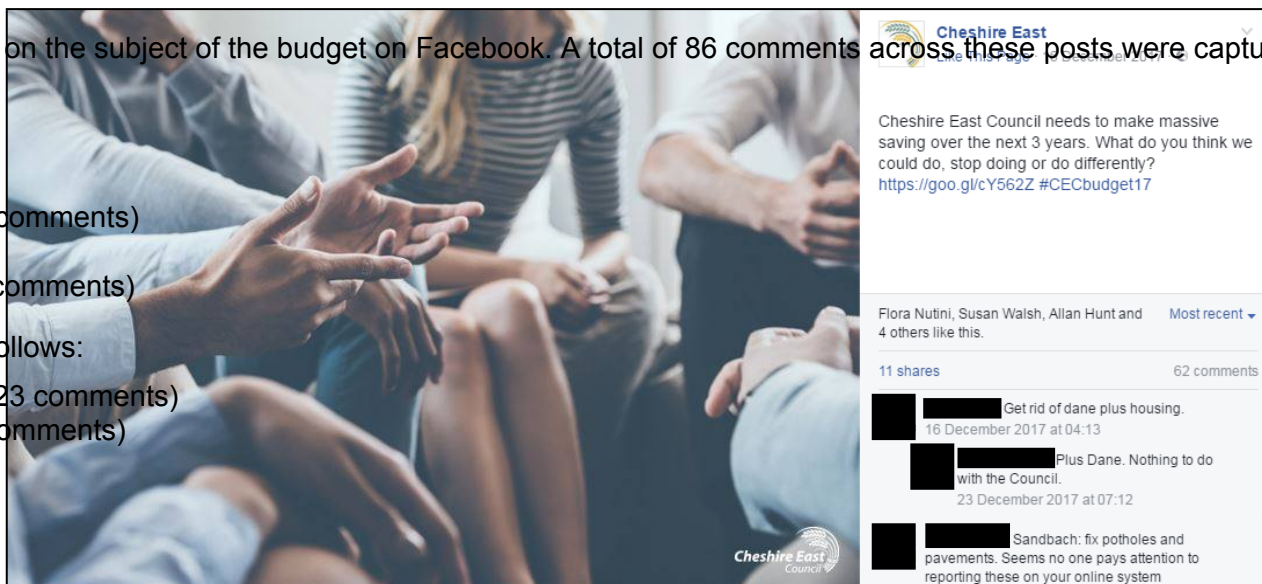 on the subject of the budget on Facebook. A total of 86 comments across these posts were captu
comments)
comments)
ollows:
23 comments)
omments)
Cheshire East
Council
Cheshire East
Like This Page · December 2017
Cheshire East Council needs to make massive
saving over the next 3 years. What do you think we
could do, stop doing or do differently?
https://goo.gl/cY562Z #CECbudget17
Flora Nutini, Susan Walsh, Allan Hunt and
4 others like this.
Most recent
11 shares
62 comments
Get rid of dane plus housing.
16 December 2017 at 04:13
Plus Dane. Nothing to do
with the Council.
23 December 2017 at 07:12
Sandbach: fix potholes and
pavements. Seems no one pays attention to
reporting these on your online system